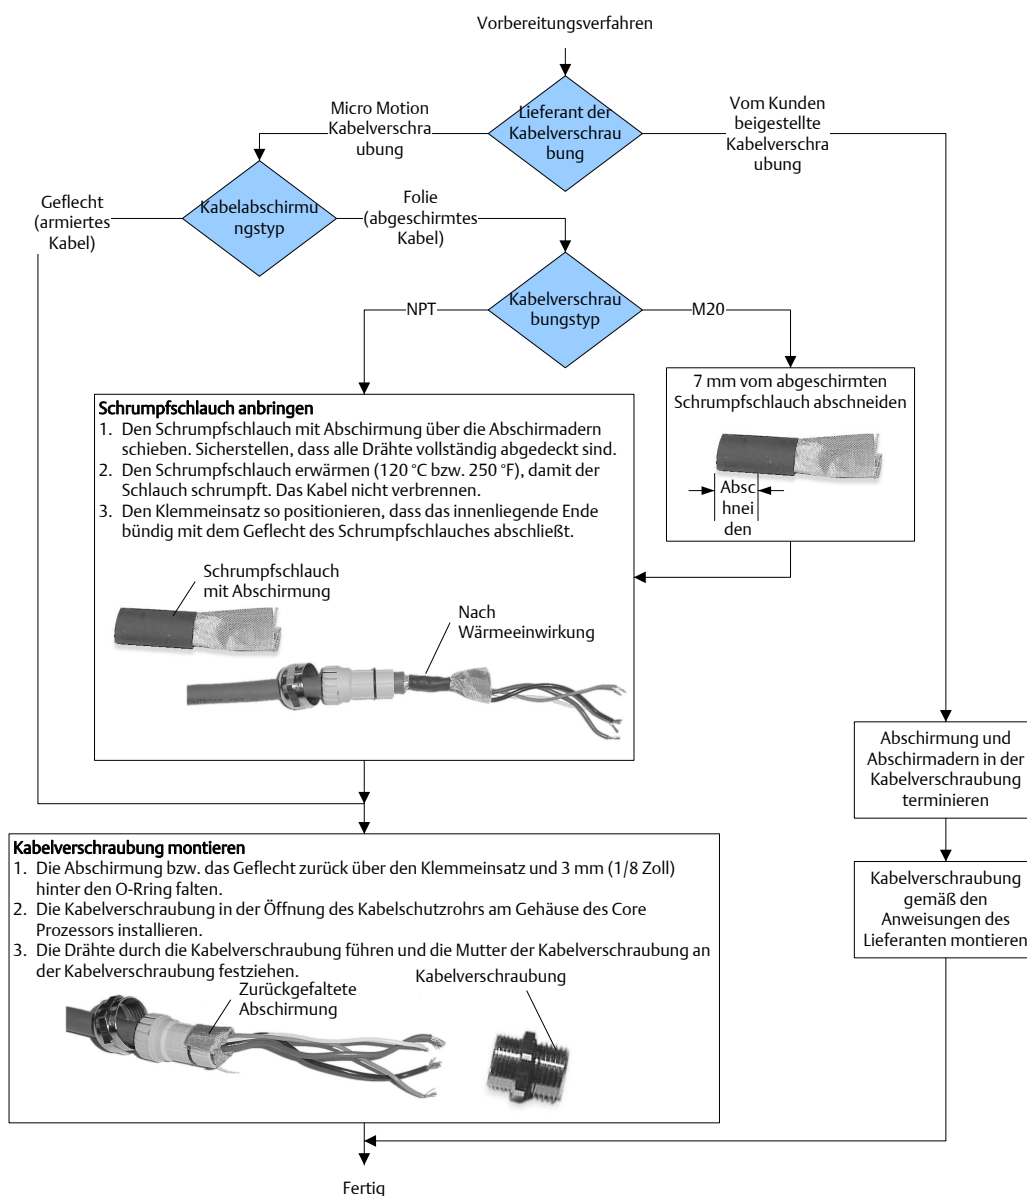 Vorbereitungsverfahren
Micro Motion
Kabelverschra
ubung
Lieferant der
Kabelverschrau
bung
Vom Kunden
beigestellte
Kabelverschra
ubung
Geflecht
(armiertes
Kabel)
Kabelabschirmu
ngstyp
Folie
(abgeschirmtes
Kabel)
NPT
Kabelverschrau
bungstyp
M20
7 mm vom abgeschirmten
Schrumpfschlauch abschneiden
Absc
hnei
den
Schrumpfschlauch anbringen
1. Den Schrumpfschlauch mit Abschirmung über die Abschirmadern
schieben. Sicherstellen, dass alle Drähte vollständig abgedeckt sind.
2. Den Schrumpfschlauch erwärmen (120 °C bzw. 250 °F), damit der
Schlauch schrumpft. Das Kabel nicht verbrennen.
3. Den Klemmeinsatz so positionieren, dass das innenliegende Ende
bündig mit dem Geflecht des Schrumpfschlauches abschließt.
Schrumpfschlauch
mit Abschirmung
Nach
Wärmeeinwirkung
Abschirmung und
Abschirmadern in der
Kabelverschraubung
terminieren
Kabelverschraubung
gemäß den
Anweisungen des
Lieferanten montieren
Kabelverschraubung montieren
1. Die Abschirmung bzw. das Geflecht zurück über den Klemmeinsatz und 3 mm (1/8 Zoll)
hinter den O-Rring falten.
2. Die Kabelverschraubung in der Öffnung des Kabelschutzrohrs am Gehäuse des Core
Prozessors installieren.
3. Die Drähte durch die Kabelverschraubung führen und die Mutter der Kabelverschraubung an
der Kabelverschraubung festziehen.
Zurückgefaltete
Abschirmung
Kabelverschraubung
Fertig